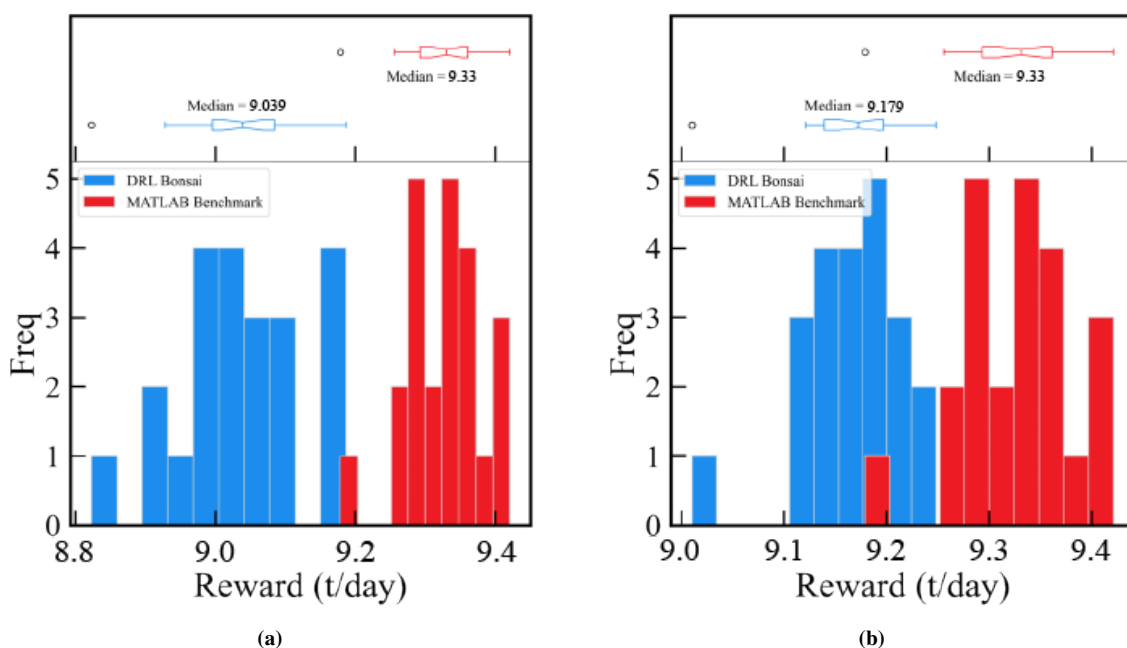 Median = 9.33
Median = 9.039
DRL Bonsai
MATLAB Benchmark
5
4
3
2
1
0
Freq
8.8 9.0 9.2 9.4
Reward (t/day)
(a)
Median = 9.33
Median = 9.179
DRL Bonsai
MATLAB Benchmark
5
4
3
2
1
0
Freq
9.0 9.1 9.2 9.3 9.4
Reward (t/day)
(b)